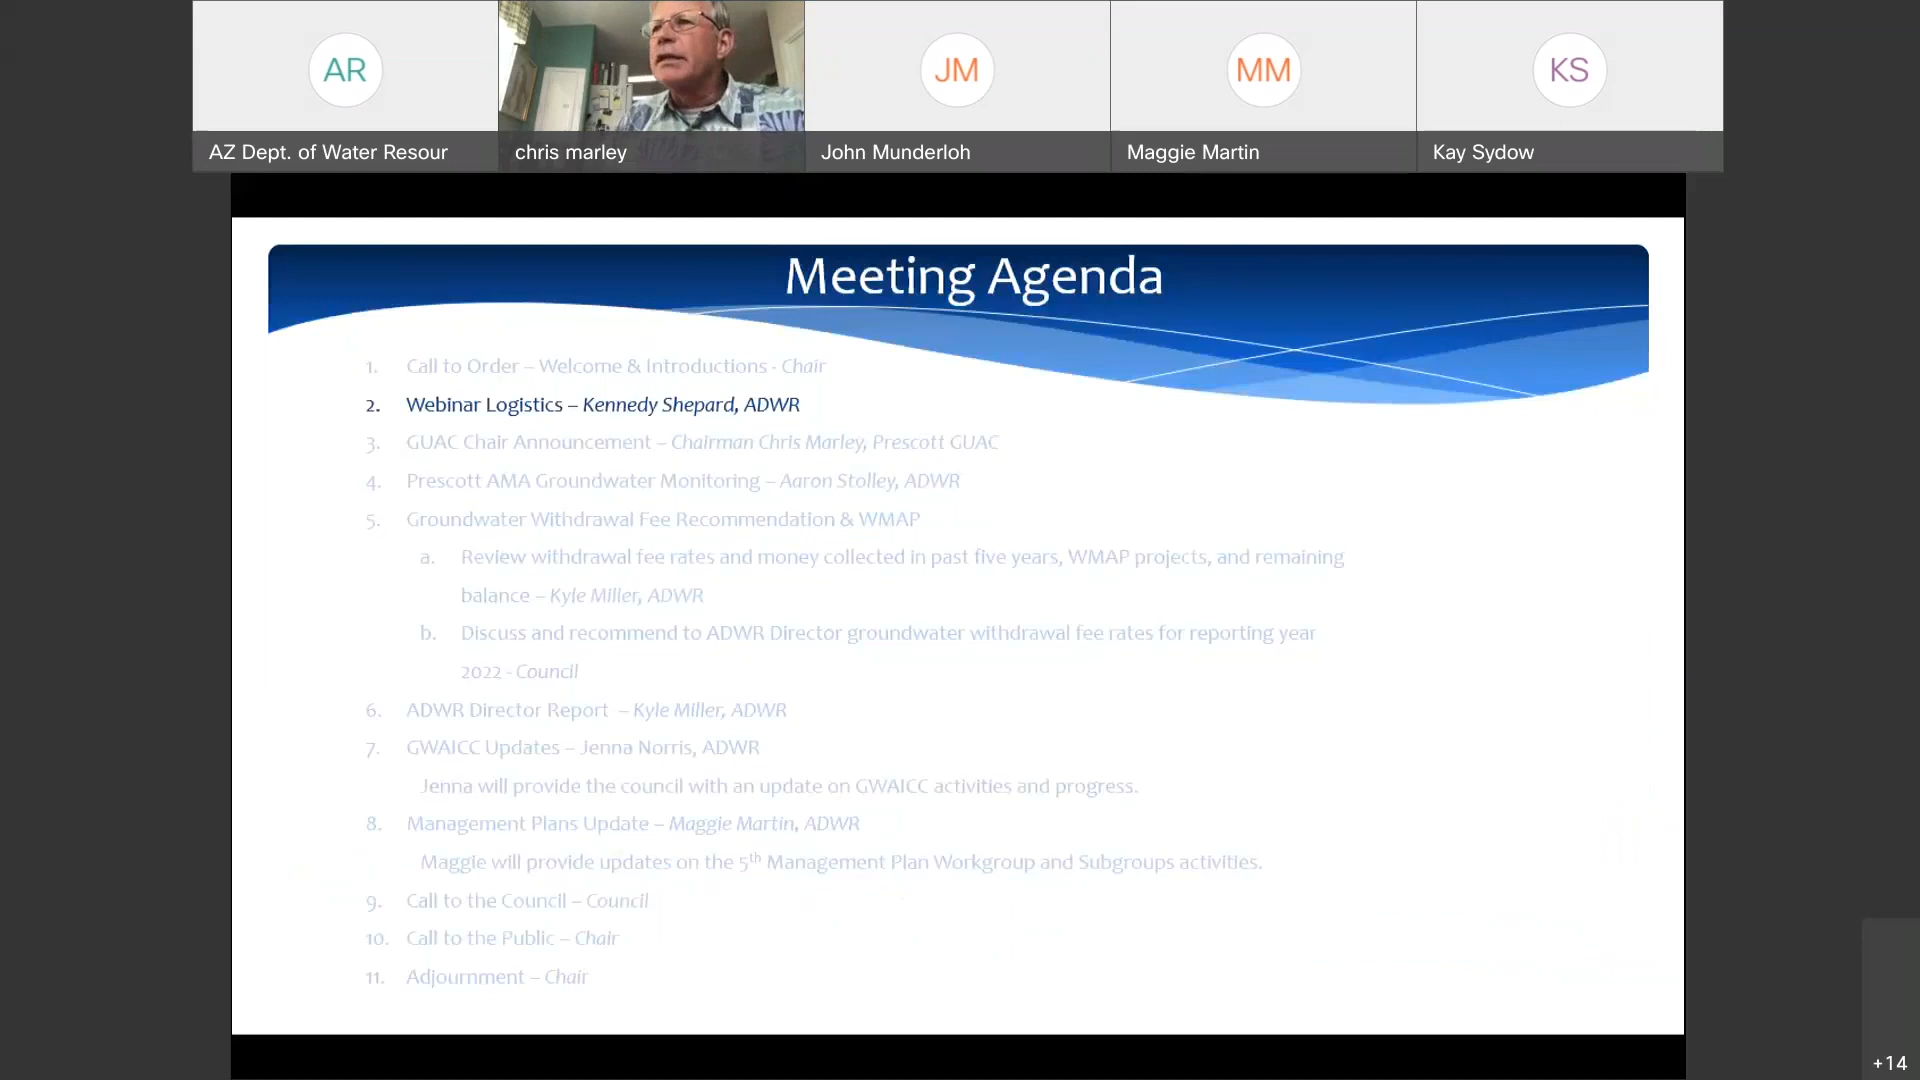 AR
JM
MM
KS
AZ Dept. of Water Resour
chris marley
John Munderloh
Maggie Martin
Kay Sydow
Meeting Agenda
1. Call to Order – Welcome & Introductions - Chair
2. Webinar Logistics – Kennedy Shepard, ADWR
3. GUAC Chair Announcement – Chairman Chris Marley, Prescott GUAC
4. Prescott AMA Groundwater Monitoring – Aaron Stolley, ADWR
5. Groundwater Withdrawal Fee Recommendation & WMAP
a. Review withdrawal fee rates and money collected in past five years, WMAP projects, and remaining
balance – Kyle Miller, ADWR
b. Discuss and recommend to ADWR Director groundwater withdrawal fee rates for reporting year
2022 - Council
6. ADWR Director Report – Kyle Miller, ADWR
7. GWAICC Updates – Jenna Norris, ADWR
Jenna will provide the council with an update on GWAICC activities and progress.
8. Management Plans Update – Maggie Martin, ADWR
Maggie will provide updates on the 5th Management Plan Workgroup and Subgroups activities.
9. Call to the Council – Council
10. Call to the Public – Chair
11. Adjournment – Chair
+14